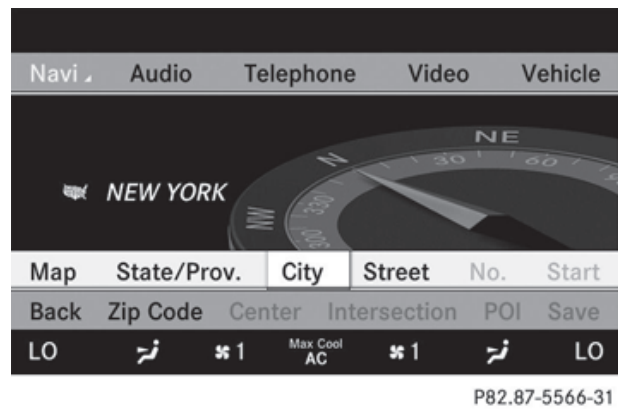 Navi Audio Telephone Video Vehicle
NE
N 30 60
NEW YORK
NW 330
300
Map State/Prov. City Street No. Start
Back Zip Code Center Intersection POI Save
LO 1 Max Cool AC 1 LO
P82.87-5566-31